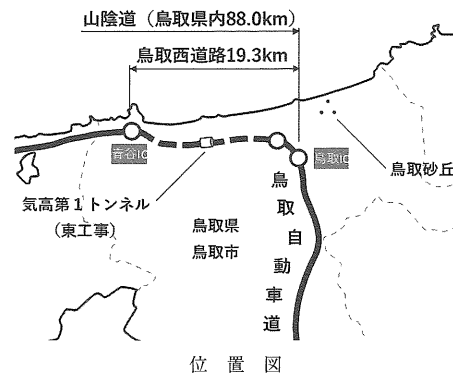 山陰道（鳥取県内88.0km）
鳥取西道路19.3km
青谷IC
鳥取IC
鳥取砂丘
気高第１トンネル
（東工事）
鳥取県
鳥取市
鳥取自動車道
位置図